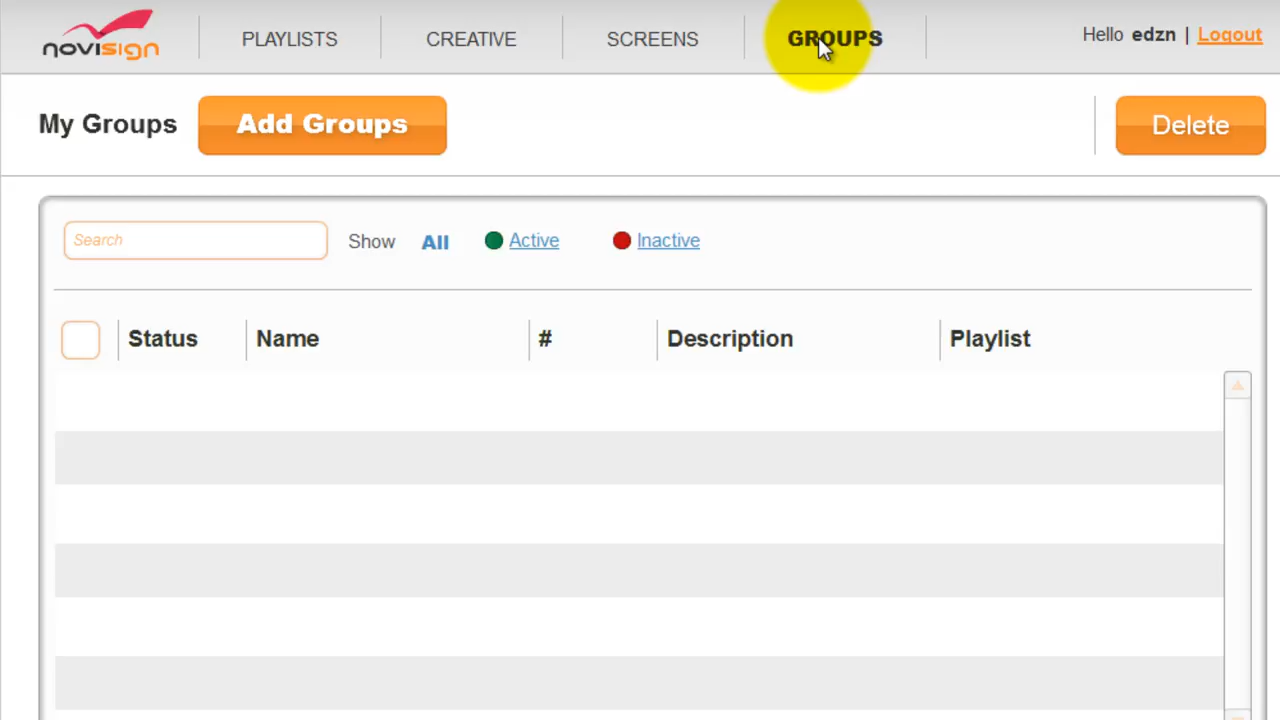 novisign PLAYLISTS CREATIVE SCREENS GROUPS Hello edzn | Logout
My Groups Add Groups Delete
Search Show All Active Inactive
Status Name # Description Playlist